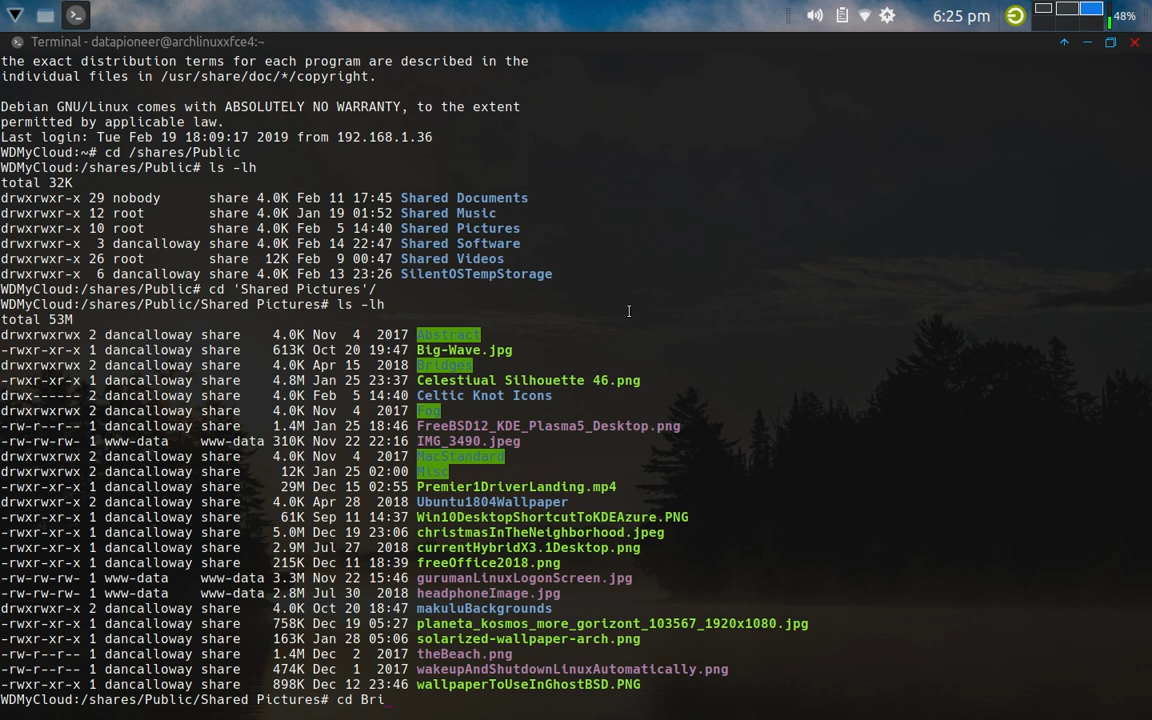 6:25 pm
48%
Terminal - datapioneer@archlinuxxfce4:~
the exact distribution terms for each program are described in the
individual files in /usr/share/doc/*/copyright.
Debian GNU/Linux comes with ABSOLUTELY NO WARRANTY, to the extent
permitted by applicable law.
Last login: Tue Feb 19 18:09:17 2019 from 192.168.1.36
WDMyCloud:~# cd /shares/Public
WDMyCloud:/shares/Public# ls -lh
total 32K
drwxrwxr-x 29 nobody      share 4.0K Feb 11 17:45 Shared Documents
drwxrwxr-x 12 root        share 4.0K Jan 19 01:52 Shared Music
drwxrwxr-x 10 root        share 4.0K Feb  5 14:40 Shared Pictures
drwxrwxr-x  3 dancalloway share 4.0K Feb 14 22:47 Shared Software
drwxrwxr-x 26 root        share  12K Feb  9 00:47 Shared Videos
drwxrwxr-x  6 dancalloway share 4.0K Feb 13 23:26 SilentOSTempStorage
WDMyCloud:/shares/Public# cd 'Shared Pictures'/
WDMyCloud:/shares/Public/Shared Pictures# ls -lh
total 53M
drwxrwxrwx 2 dancalloway share    4.0K Nov  4  2017 Abstract
-rwxr-xr-x 1 dancalloway share    613K Oct 20 19:47 Big-Wave.jpg
drwxrwxrwx 2 dancalloway share    4.0K Apr 15  2018 Bridges
-rwxr-xr-x 1 dancalloway share    4.8M Jan 25 23:37 Celestiual Silhouette 46.png
drwx------ 2 dancalloway share    4.0K Feb  5 14:40 Celtic Knot Icons
drwxrwxrwx 2 dancalloway share    4.0K Nov  4  2017 Fog
-rw-r--r-- 1 dancalloway share    1.4M Jan 25 18:46 FreeBSD12_KDE_Plasma5_Desktop.png
-rw-rw-rw- 1 www-data    www-data 310K Nov 22 22:16 IMG_3490.jpeg
drwxrwxrwx 2 dancalloway share    4.0K Nov  4  2017 MacStandard
drwxrwxrwx 2 dancalloway share     12K Jan 25 02:00 Misc
-rwxr-xr-x 1 dancalloway share     29M Dec 15 02:55 Premier1DriverLanding.mp4
drwxrwxr-x 2 dancalloway share    4.0K Apr 28  2018 Ubuntu1804Wallpaper
-rwxr-xr-x 1 dancalloway share     61K Sep 11 14:37 Win10DesktopShortcutToKDEAzure.PNG
-rwxr-xr-x 1 dancalloway share    5.0M Dec 19 23:06 christmasInTheNeighborhood.jpeg
-rwxr-xr-x 1 dancalloway share    2.9M Jul 27  2018 currentHybridX3.1Desktop.png
-rwxr-xr-x 1 dancalloway share    215K Dec 11 18:39 freeOffice2018.png
-rw-rw-rw- 1 www-data    www-data 3.3M Nov 22 15:46 gurumanLinuxLogonScreen.jpg
-rw-rw-rw- 1 www-data    www-data 2.8M Jul 30  2018 headphoneImage.jpg
drwxrwxr-x 2 dancalloway share    4.0K Oct 20 18:47 makuluBackgrounds
-rwxr-xr-x 1 dancalloway share    758K Dec 19 05:27 planeta_kosmos_more_gorizont_103567_1920x1080.jpg
-rwxr-xr-x 1 dancalloway share    163K Jan 28 05:06 solarized-wallpaper-arch.png
-rw-r--r-- 1 dancalloway share    1.4M Dec  2  2017 theBeach.png
-rw-r--r-- 1 dancalloway share    474K Dec  1  2017 wakeupAndShutdownLinuxAutomatically.png
-rwxr-xr-x 1 dancalloway share    898K Dec 12 23:46 wallpaperToUseInGhostBSD.PNG
WDMyCloud:/shares/Public/Shared Pictures# cd Bri